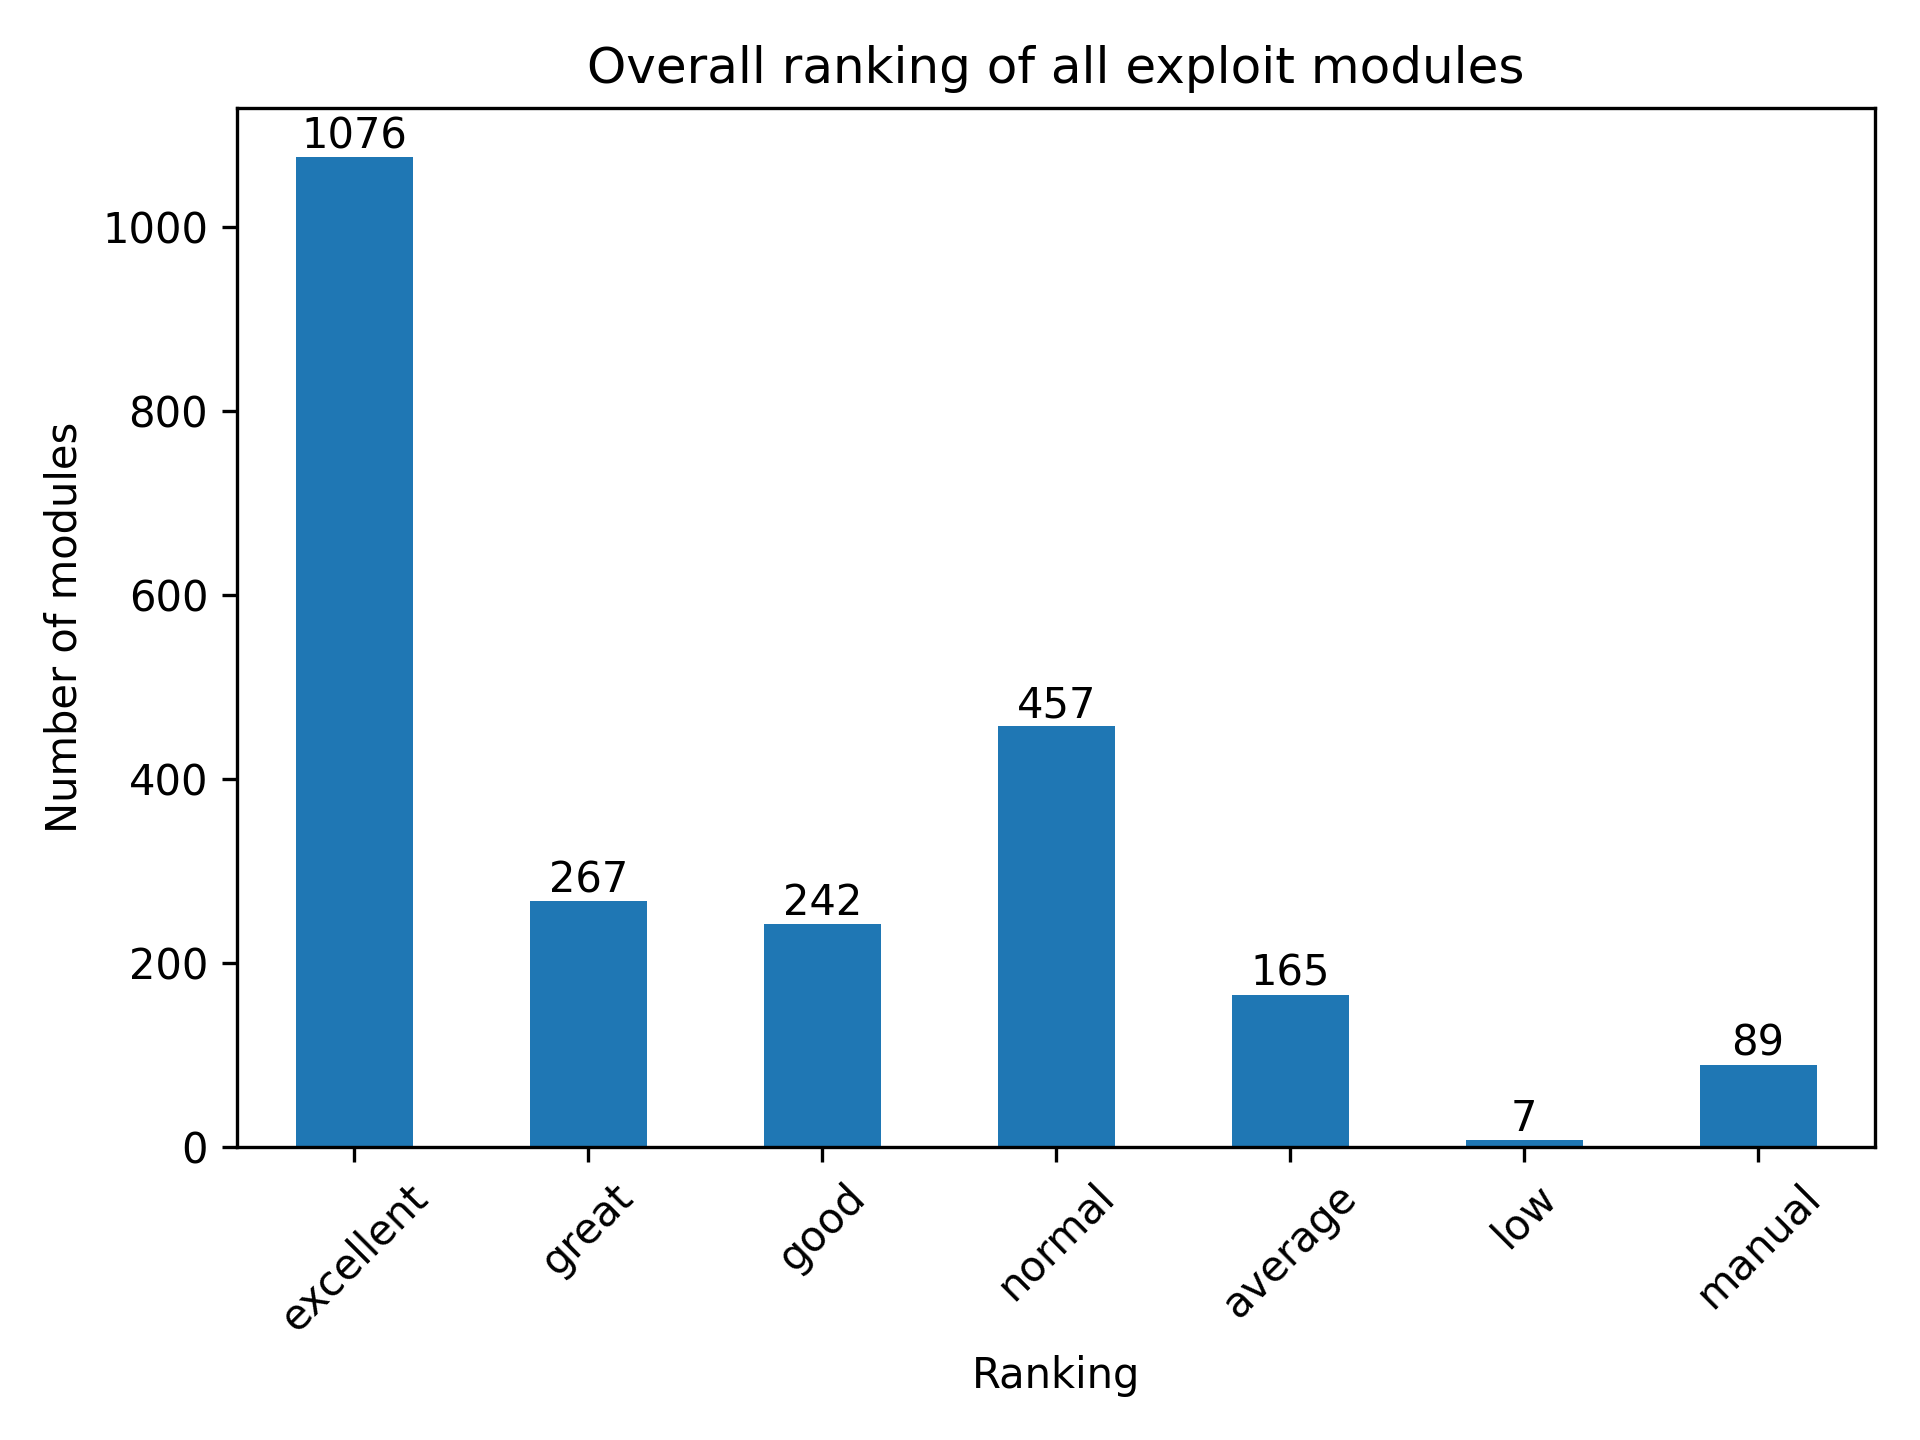 Overall ranking of all exploit modules
Number of modules
1000
800
600
400
200
0
1076
267
242
457
165
7
89
excellent
great
good
normal
average
low
manual
Ranking